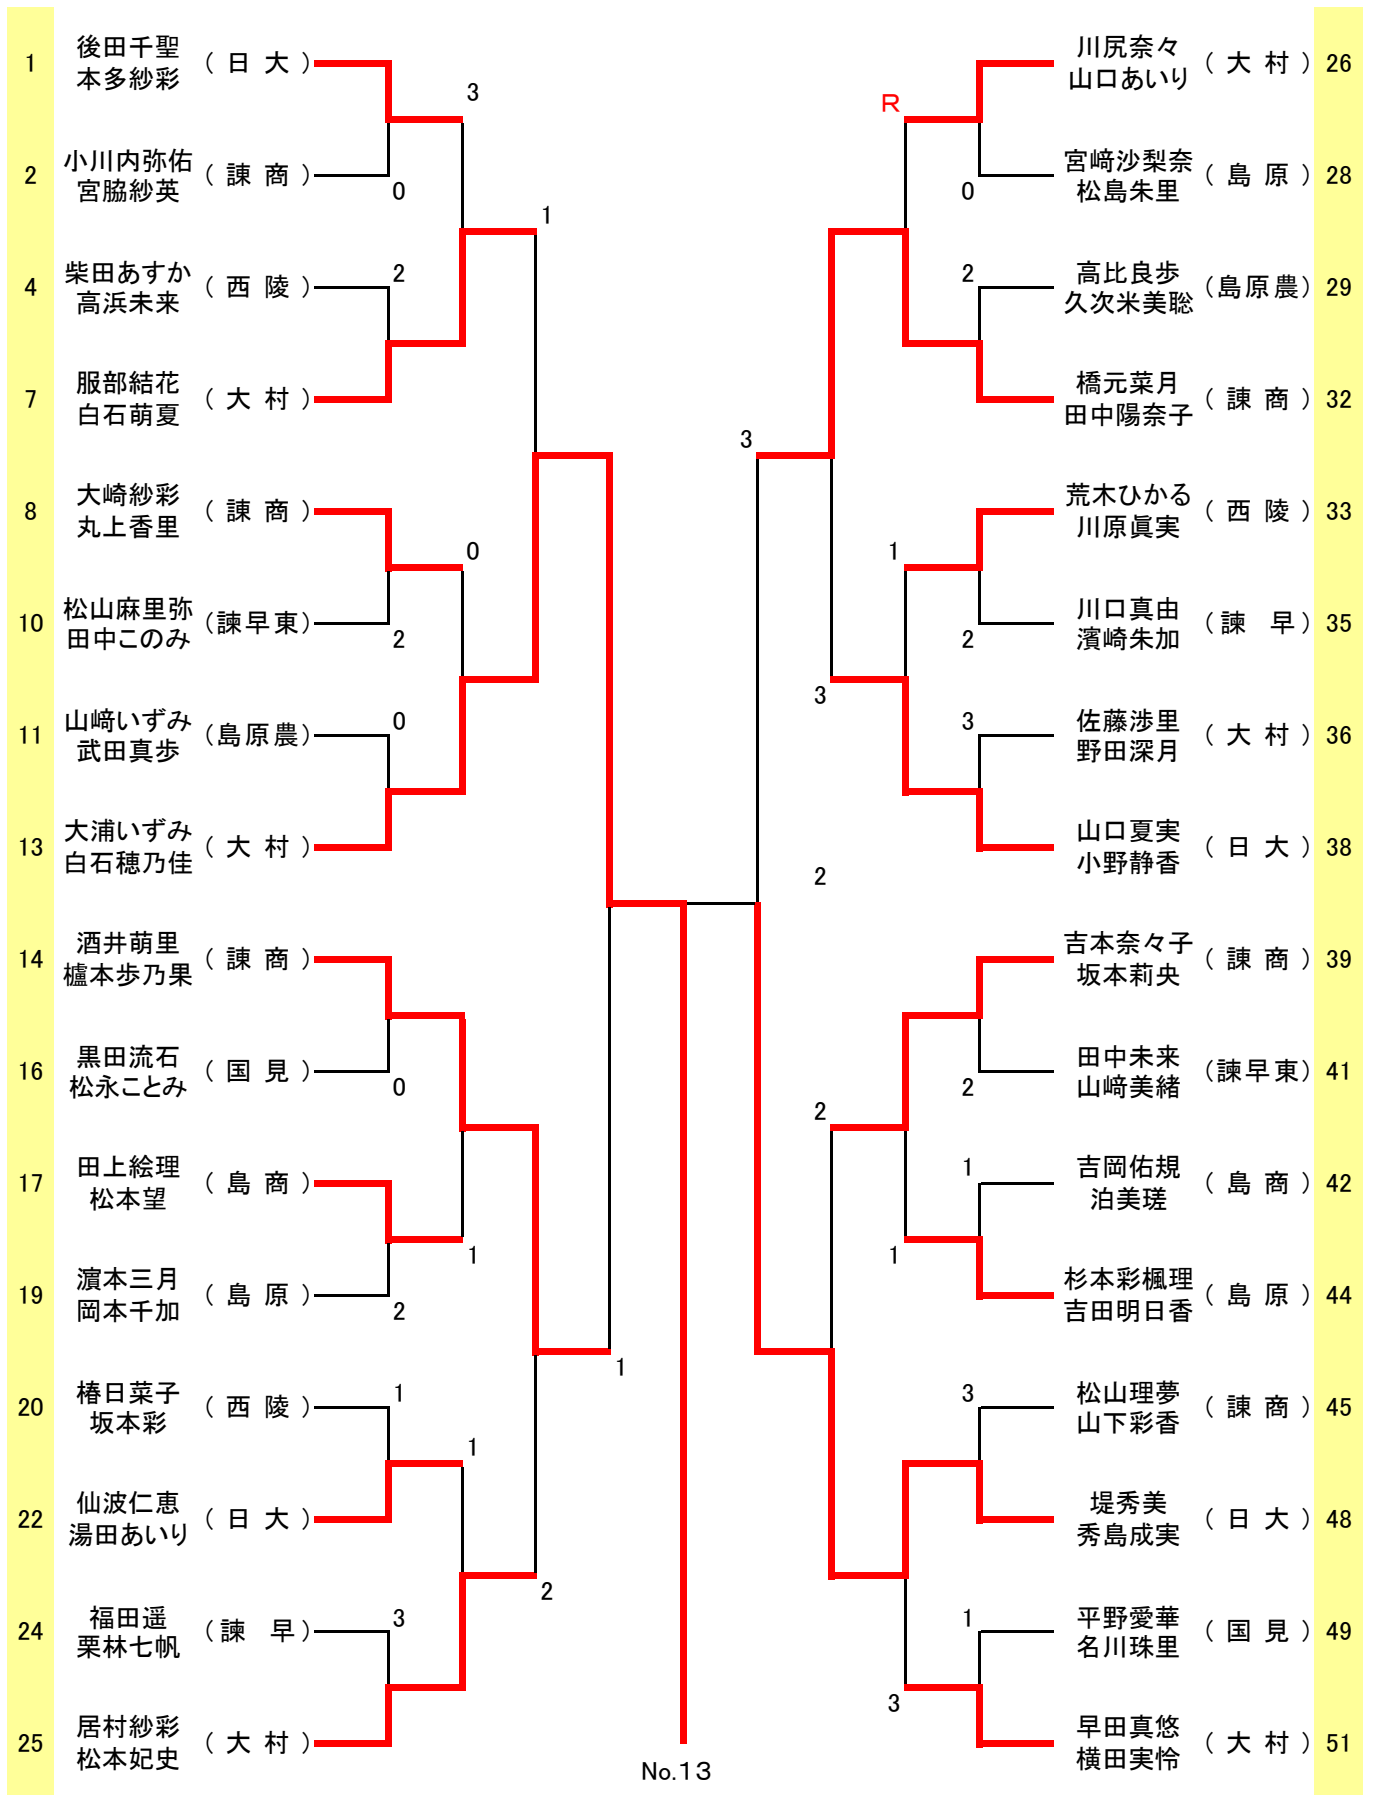 1 後田千聖 (日大)
本多紗彩
3
2 小川内弥佑 (諫商)
宮脇紗英
0
1
4 柴田あすか (西陵)
高浜未来
2
7 服部結花 (大村)
白石萌夏
8 大崎紗彩 (諫商)
丸上香里
0
10 松山麻里弥 (諫早東)
田中このみ
2
11 山﨑いずみ (島原農)
武田真歩
0
13 大浦いずみ (大村)
白石穂乃佳
14 酒井萌里 (諫商)
櫨本歩乃果
16 黒田流石 (国見)
松永ことみ
0
17 田上絵理 (島商)
松本望
1
19 濵本三月 (島原)
岡本千加
2
1
20 椿日菜子 (西陵)
坂本彩
1
1
22 仙波仁恵 (日大)
湯田あいり
2
24 福田遥 (諫早)
栗林七帆
3
25 居村紗彩 (大村)
松本妃史
No.13
川尻奈々 (大村) 26
山口あいり
R
宮﨑沙梨奈 (島原) 28
松島朱里
0
高比良歩 (島原農) 29
久次米美聡
2
橋元菜月 (諫商) 32
田中陽奈子
3
荒木ひかる (西陵) 33
川原眞実
1
川口真由 (諫早) 35
濱崎朱加
2
3
佐藤渉里 (大村) 36
野田深月
3
山口夏実 (日大) 38
小野静香
2
吉本奈々子 (諫商) 39
坂本莉央
田中未来 (諫早東) 41
山﨑美緒
2
2
吉岡佑規 (島商) 42
泊美瑳
1
1
杉本彩楓理 (島原) 44
吉田明日香
松山理夢 (諫商) 45
山下彩香
3
堤秀美 (日大) 48
秀島成実
平野愛華 (国見) 49
名川珠里
1
3
早田真悠 (大村) 51
横田実怜